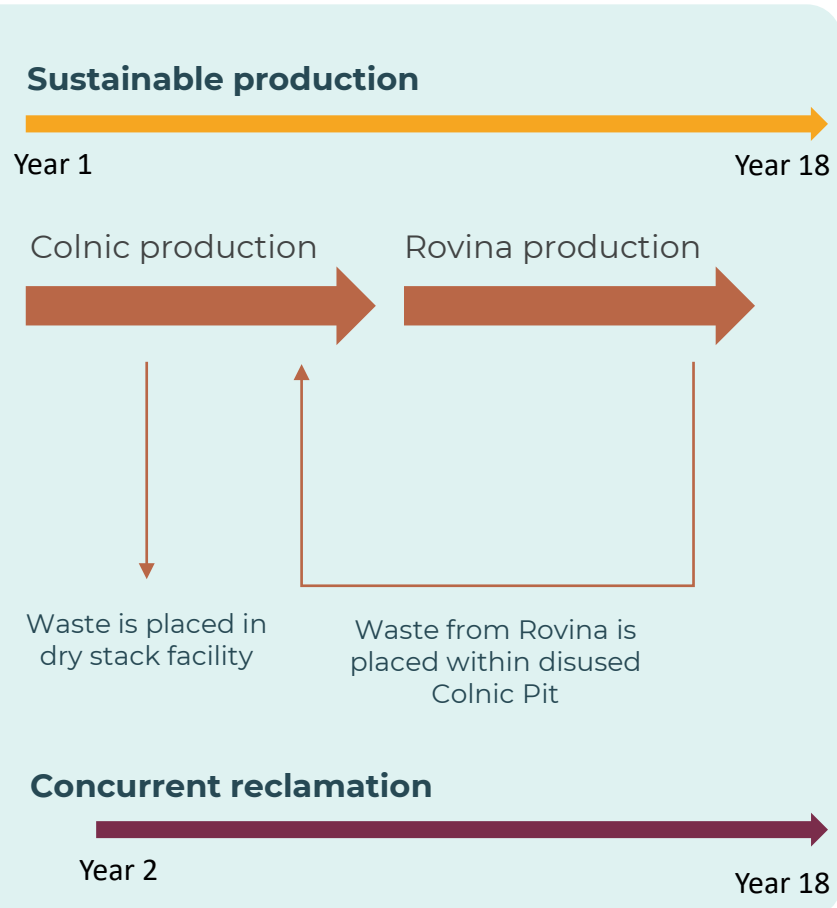 Sustainable production
Year 1
Year 18
Colnic production
Rovina production
Waste is placed in
dry stack facility
Waste from Rovina is
placed within disused
Colnic Pit
Concurrent reclamation
Year 2
Year 18